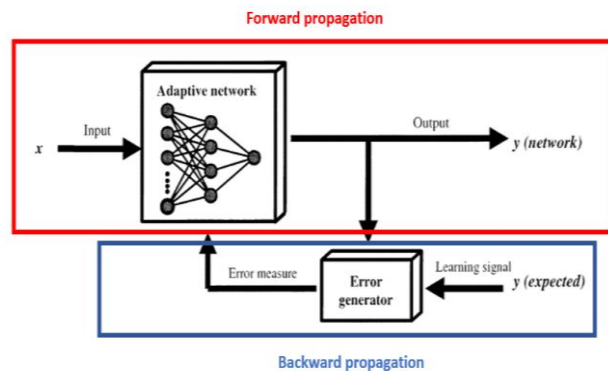 Forward propagation
Adaptive network
Input
Output
x
y (network)
Error measure
Error
generator
Learning signal
y (expected)
Backward propagation